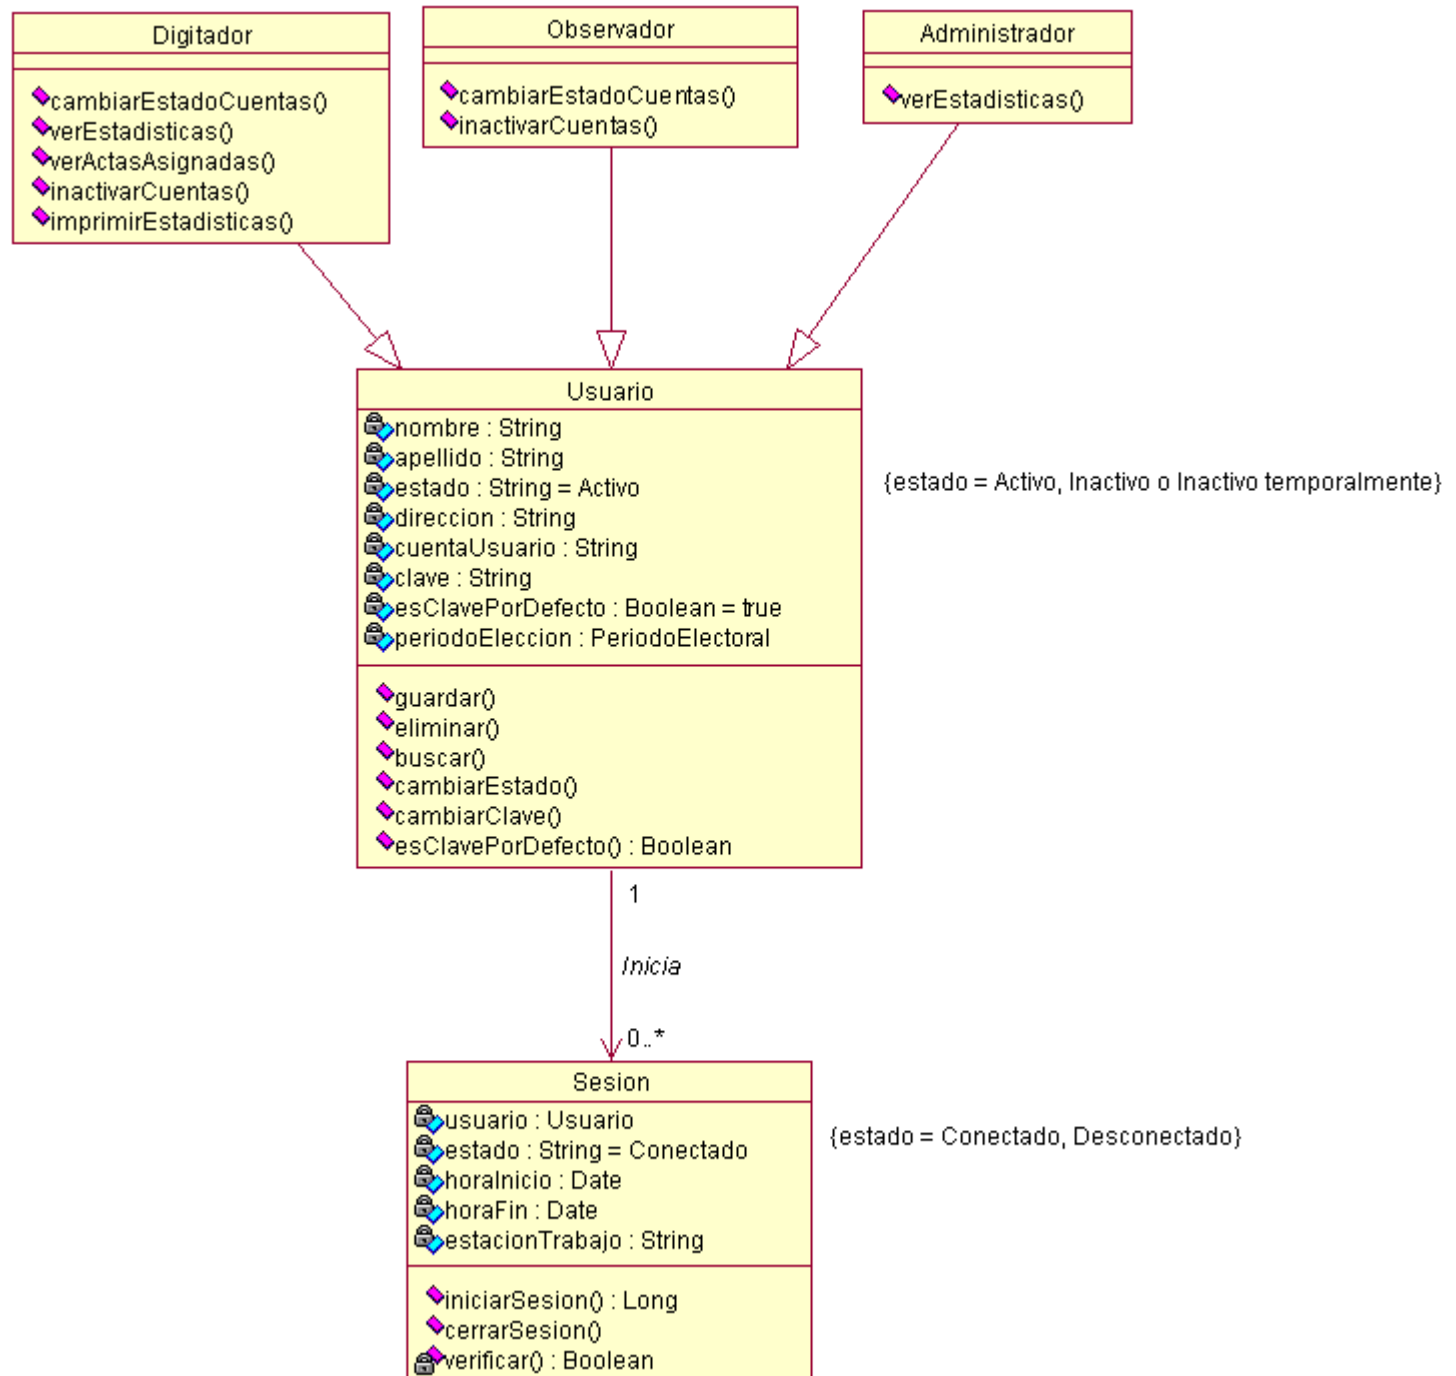 Digitador
cambiarEstadoCuentas()
verEstadisticas()
verActasAsignadas()
inactivarCuentas()
imprimirEstadisticas()
Observador
cambiarEstadoCuentas()
inactivarCuentas()
Administrador
verEstadisticas()
Usuario
nombre : String
apellido : String
estado : String = Activo
direccion : String
cuentaUsuario : String
clave : String
esClavePorDefecto : Boolean = true
periodoEleccion : PeriodoElectoral
guardar()
eliminar()
buscar()
cambiarEstado()
cambiarClave()
esClavePorDefecto() : Boolean
{estado = Activo, Inactivo o Inactivo temporalmente}
1
Inicia
0..*
Sesion
usuario : Usuario
estado : String = Conectado
horaInicio : Date
horaFin : Date
estacionTrabajo : String
iniciarSesion() : Long
cerrarSesion()
verificar() : Boolean
{estado = Conectado, Desconectado}